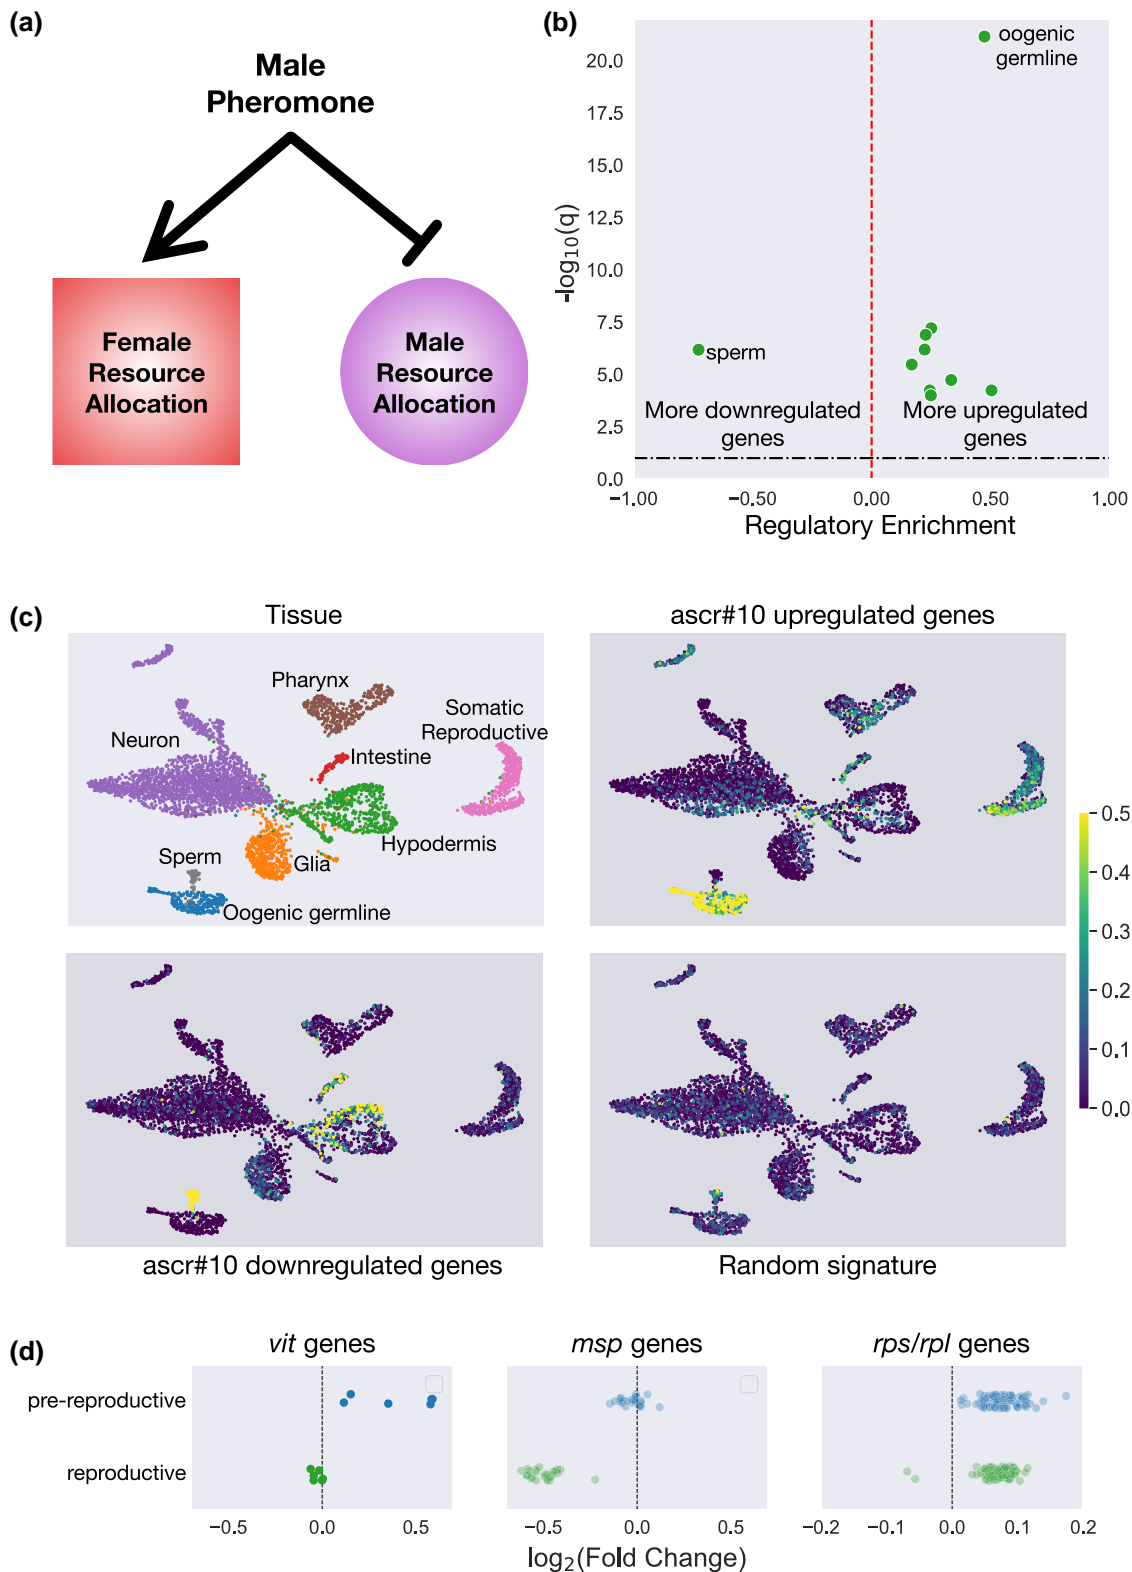 (a)
Male
Pheromone
Female
Resource
Allocation
Male
Resource
Allocation
(b)
-log10(q)
20.0
17.5
15.0
12.5
10.0
7.5
5.0
2.5
0.0
oogenic
germline
sperm
More downregulated
genes
More upregulated
genes
−1.00
−0.50
0.00
0.50
1.00
Regulatory Enrichment
(c)
Tissue
Pharynx
Somatic
Reproductive
Neuron
Intestine
Hypodermis
Sperm
Glia
Oogenic germline
ascr#10 upregulated genes
0.5
0.4
0.3
0.2
0.1
0.0
ascr#10 downregulated genes
Random signature
(d)
vit genes
msp genes
rps/rpl genes
pre-reproductive
reproductive
−0.5
0.0
0.5
−0.5
0.0
0.5
−0.2
−0.1
0.0
0.1
0.2
log2(Fold Change)